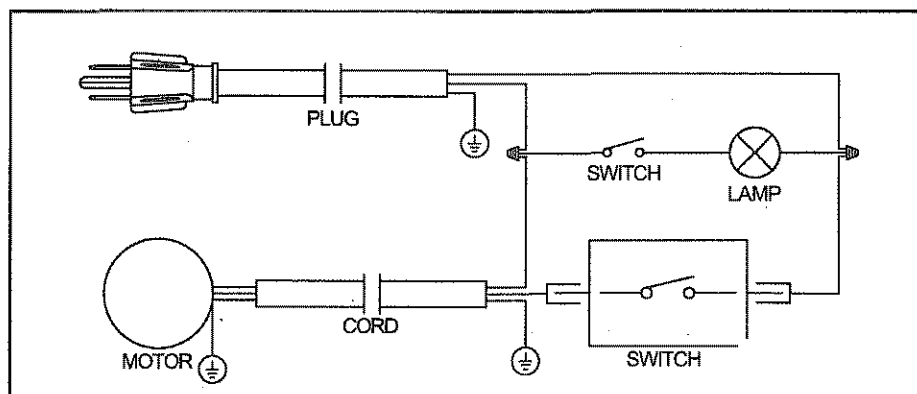 PLUG
SWITCH
LAMP
CORD
MOTOR
SWITCH